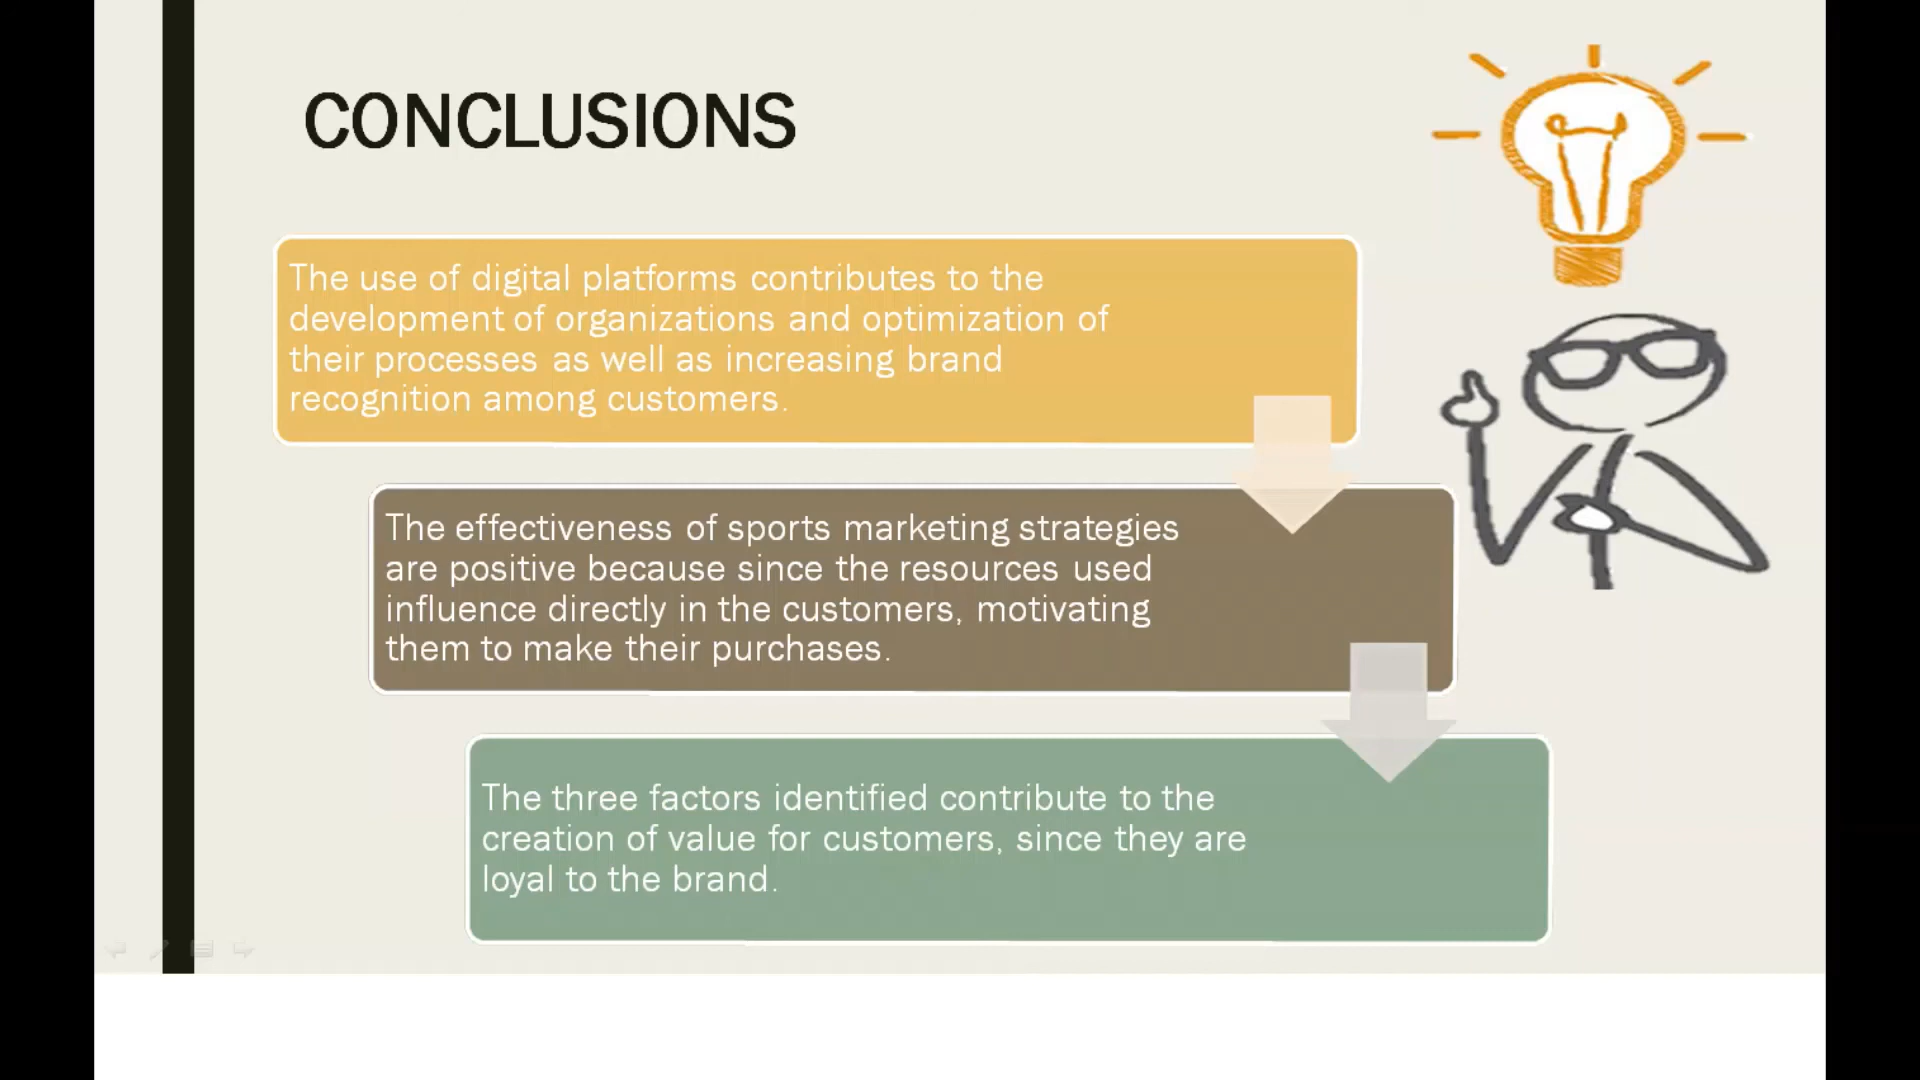 CONCLUSIONS
The use of digital platforms contributes to the
development of organizations and optimization of
their processes as well as increasing brand
recognition among customers.
The effectiveness of sports marketing strategies
are positive because since the resources used
influence directly in the customers, motivating
them to make their purchases.
The three factors identified contribute to the
creation of value for customers, since they are
loyal to the brand.